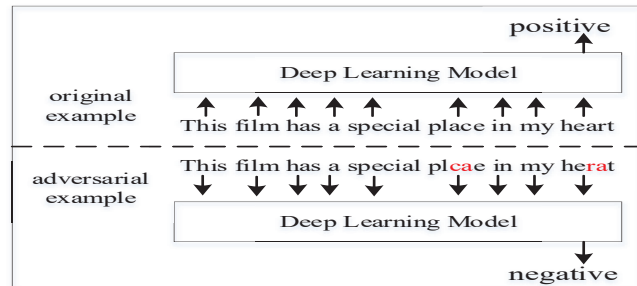 positive
Deep Learning Model
original
example
This film has a special place in my heart
This film has a special plcae in my herat
adversarial
example
Deep Learning Model
negative